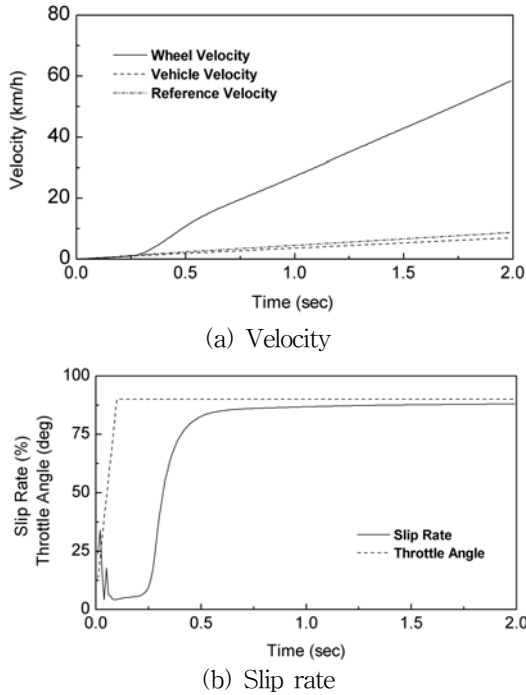 80
60
40
20
0
Velocity (km/h)
Wheel Velocity
Vehicle Velocity
Reference Velocity
0.0 0.5 1.0 1.5 2.0
Time (sec)
(a) Velocity
100
75
50
25
0
Slip Rate (%)
Throttle Angle (deg)
Slip Rate
Throttle Angle
0.0 0.5 1.0 1.5 2.0
Time (sec)
(b) Slip rate